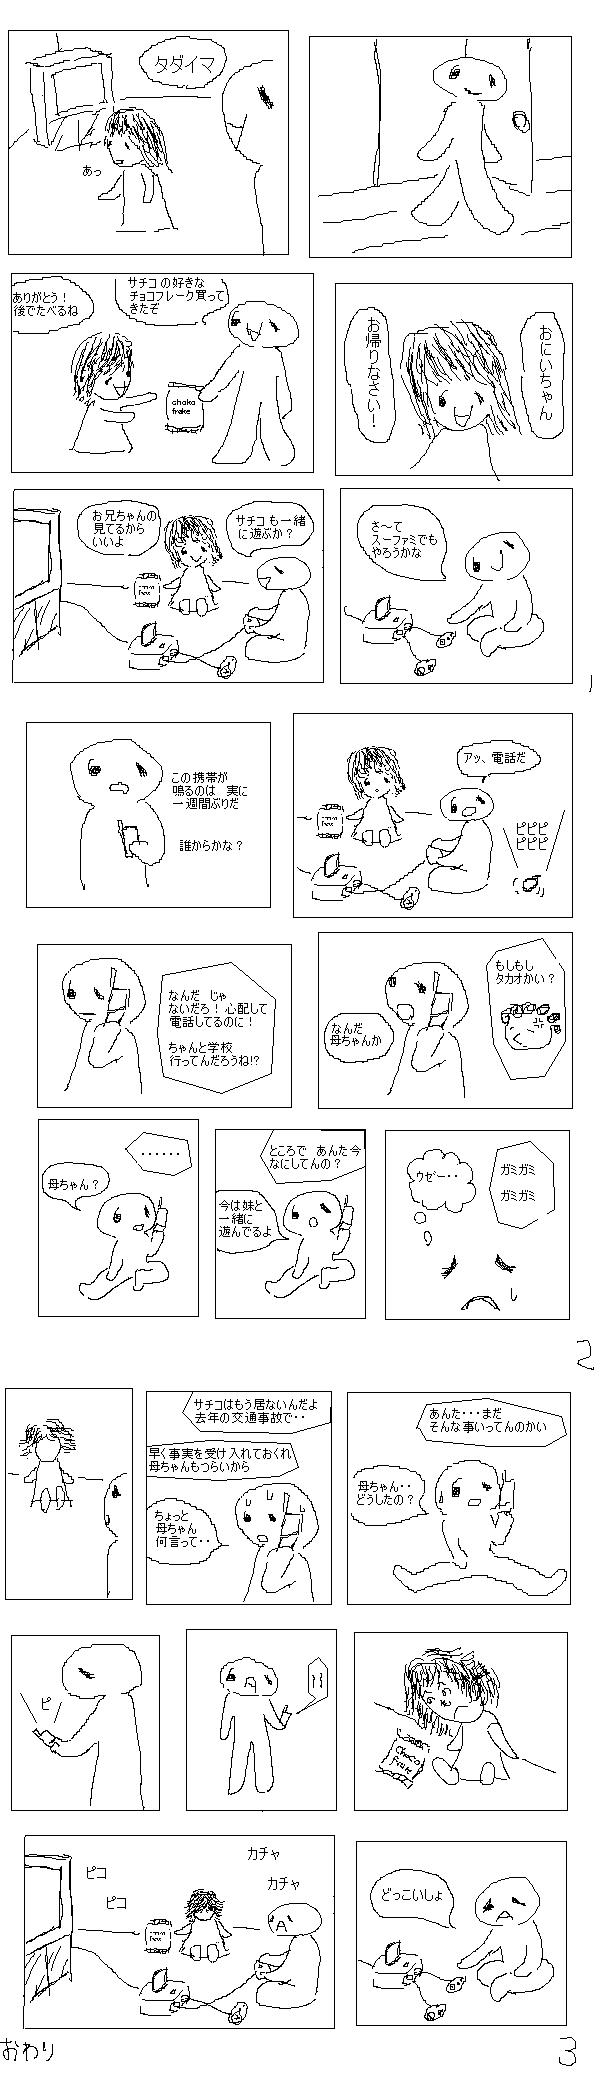 タダイマ
あっ
おにいちゃん
お帰りなさい！
サチコの好きな
チョコフレーク買って
きたぞ
ありがとう！
後でたべるね
choko
frake
さ～て
スーファミでも
やろうかな
サチコも一緒
に遊ぶか？
お兄ちゃんの
見てるから
いいよ
1
アッ、電話だ
ピピピ
ピピピ
この携帯が
鳴るのは 実に
一週間ぶりだ
誰からかな？
もしもし
タカオかい？
なんだ
母ちゃんか
なんだ じゃ
ないだろ！心配して
電話してるのに！
ちゃんと学校
行ってんだろうね!?
ガミガミ
ガミガミ
ウゼー・・
ところで あんた今
なにしてんの？
今は妹と
一緒に
遊んでるよ
・・・・・・
母ちゃん？
2
あんた・・・まだ
そんな事いってんのかい
母ちゃん・・
どうしたの？
サチコはもう居ないんだよ
去年の交通事故で・・
早く事実を受け入れておくれ
母ちゃんもつらいから
ちょっと
母ちゃん
何言って・・
choco
frake
ピ
どっこいしょ
カチャ
カチャ
ピコ
ピコ
3
おわり